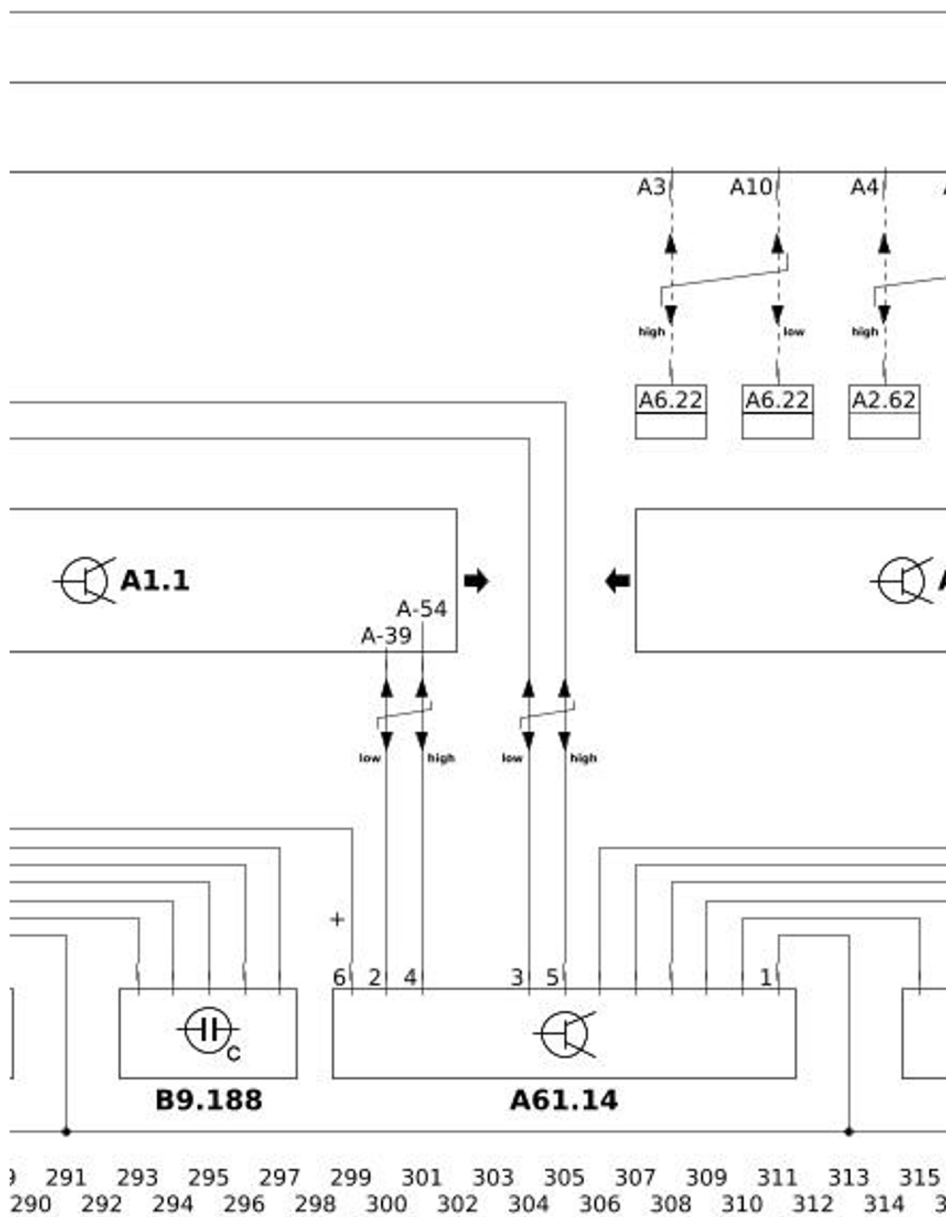 A3 A10 A4
high low high
A6.22 A6.22 A2.62
A1.1
A-54
A-39
low high low high
+
6 2 4 3 5 1
C
B9.188 A61.14
291 293 295 297 299 301 303 305 307 309 311 313 315
290 292 294 296 298 300 302 304 306 308 310 312 314